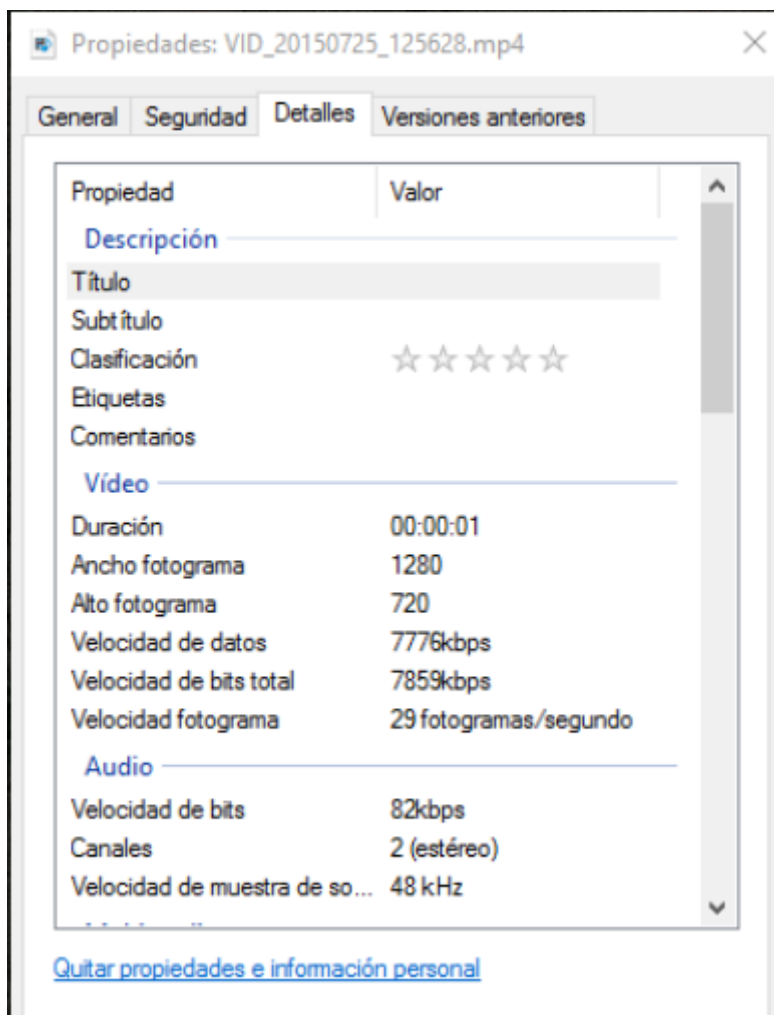 Propiedades: VID_20150725_125628.mp4
General Seguridad Detalles Versiones anteriores
Propiedad Valor
Descripción
Título
Subtítulo
Clasificación
Etiquetas
Comentarios
Vídeo
Duración 00:00:01
Ancho fotograma 1280
Alto fotograma 720
Velocidad de datos 7776kbps
Velocidad de bits total 7859kbps
Velocidad fotograma 29 fotogramas/segundo
Audio
Velocidad de bits 82kbps
Canales 2 (estéreo)
Velocidad de muestra de so... 48 kHz
Quitar propiedades e información personal